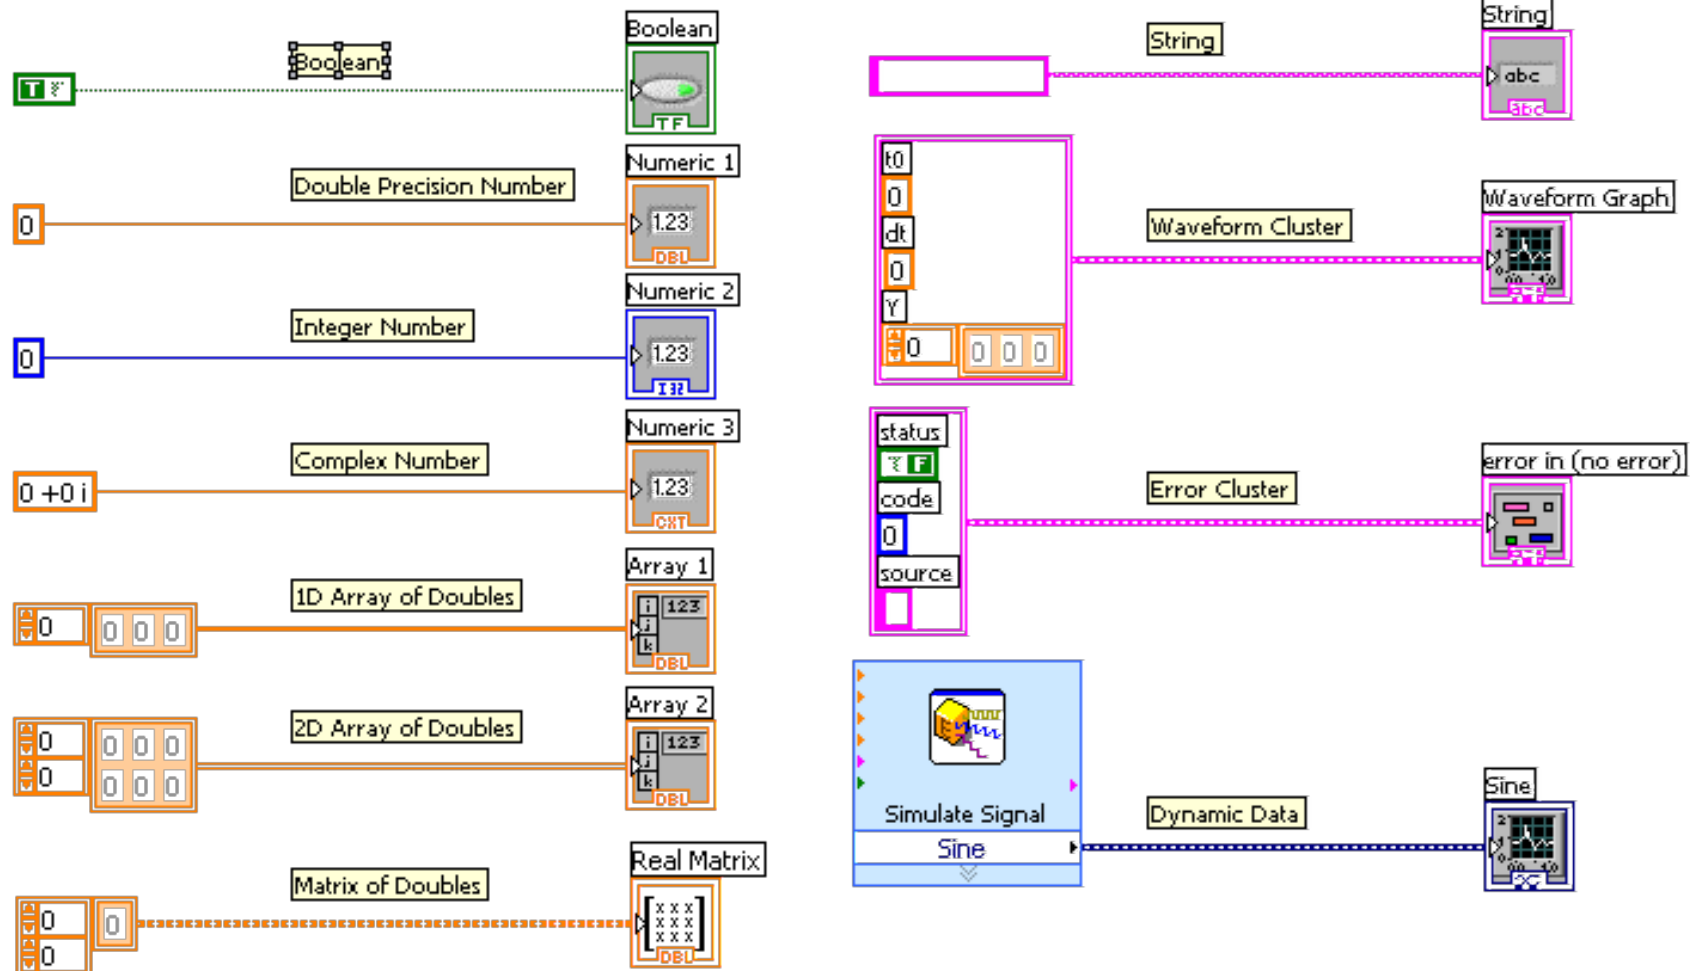 Boolean
T
Boolean
TF
Double Precision Number
0
Numeric 1
1.23
DBL
Integer Number
0
Numeric 2
1.23
I32
Complex Number
0 +0 i
Numeric 3
1.23
CXT
1D Array of Doubles
0
0 0 0
Array 1
i
j
k
123
DBL
2D Array of Doubles
0
0
0 0 0
0 0 0
Array 2
i
j
k
123
DBL
Matrix of Doubles
0
0
0
Real Matrix
x x x
x x x
x x x
DBL
String
String
abc
abc
t0
0
dt
0
Y
0
0 0 0
Waveform Cluster
Waveform Graph
status
F
code
0
source
Error Cluster
error in (no error)
Simulate Signal
Sine
Dynamic Data
Sine